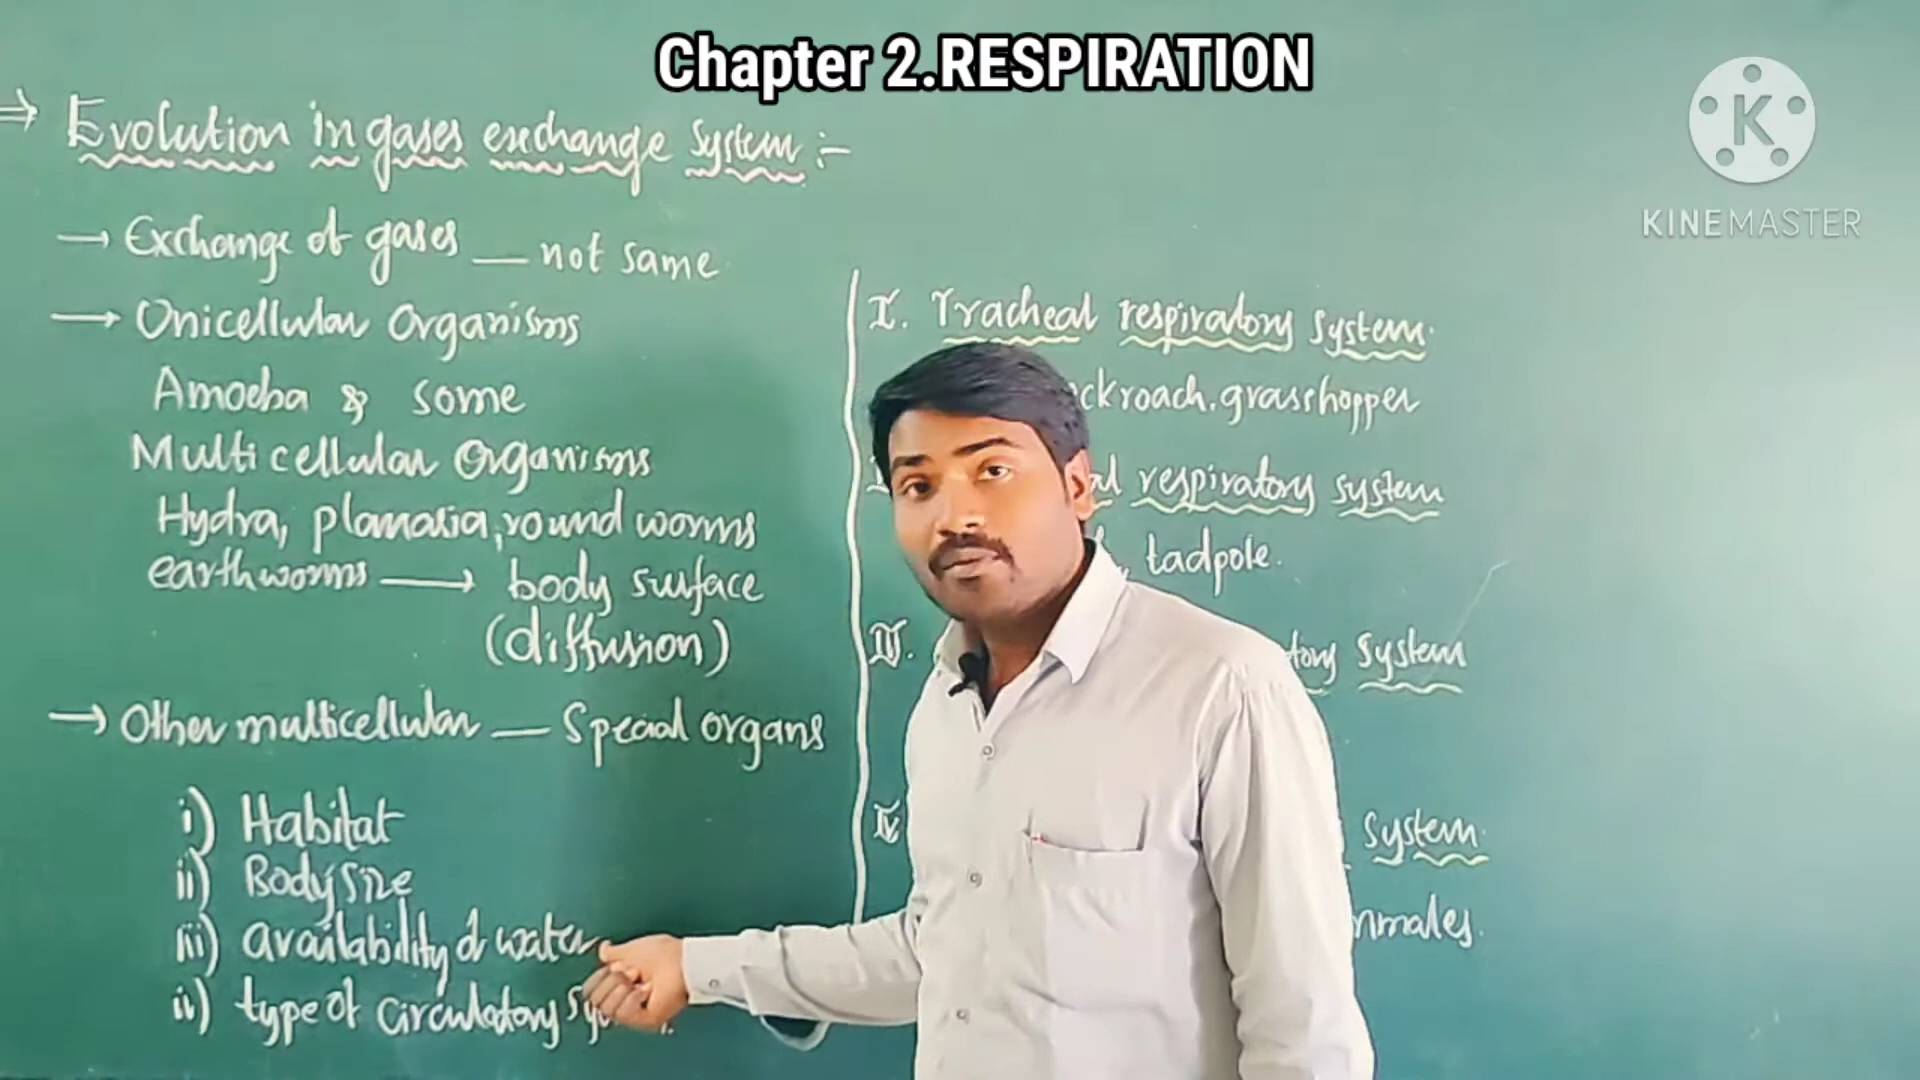 Chapter 2.RESPIRATION
K
KINEMASTER
⇒ Evolution in gases exchange system :-
→ Exchange of gases — not same
→ Unicellular organisms
Amoeba & some
Multicellular organisms
Hydra, planaria, round worms
earthworms → body surface
(diffusion)
→ Other multicellular — Special organs
i) Habitat
ii) Body size
iii) availability of water
iv) type of circulatory
I. Tracheal respiratory system.
ckroach, grasshopper
al respiratory system
tadpole.
III.
tory system
IV
system.
mmales.